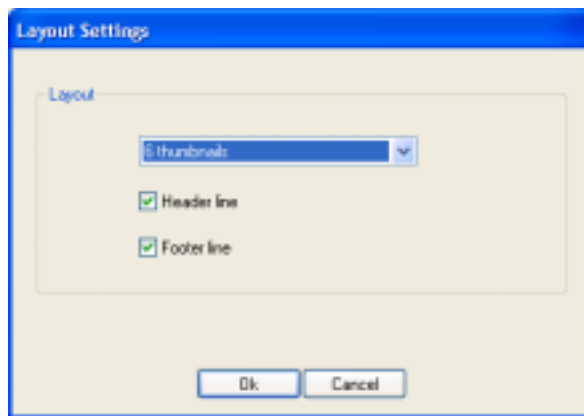 Layout Settings
Layout
6 thumbnails
Header line
Footer line
Ok
Cancel